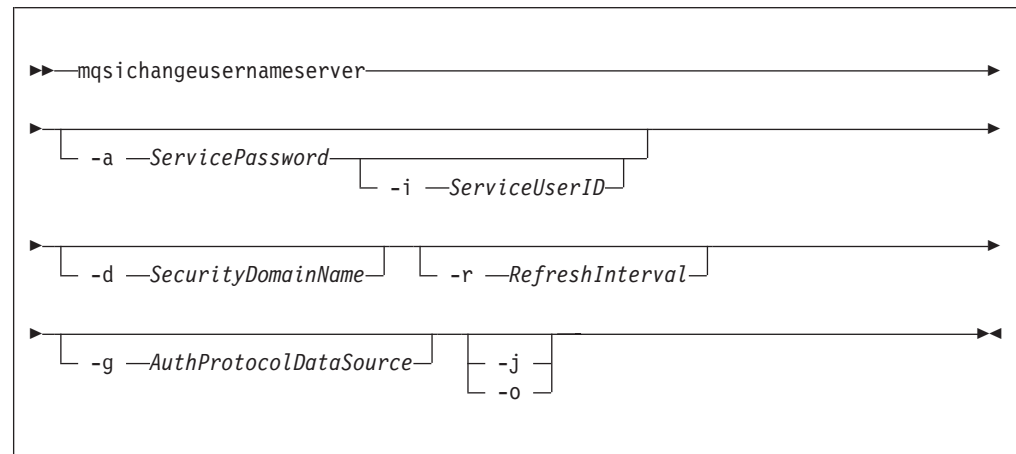 mqsichangeusernameserver
-a ServicePassword
-i ServiceUserID
-d SecurityDomainName -r RefreshInterval
-g AuthProtocolDataSource -j
-o